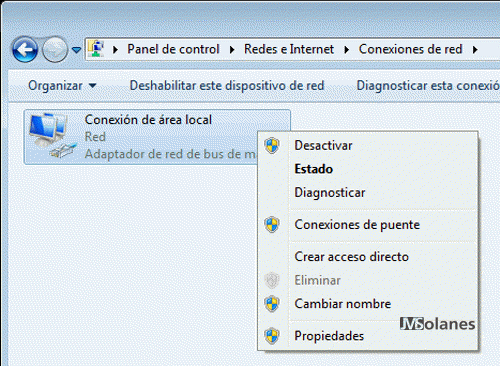 Panel de control Redes e Internet Conexiones de red
Organizar Deshabilitar este dispositivo de red Diagnosticar esta conexió
Conexión de área local
Red
Adaptador de red de bus de m
Desactivar
Estado
Diagnosticar
Conexiones de puente
Crear acceso directo
Eliminar
Cambiar nombre
JMSolanes
Propiedades